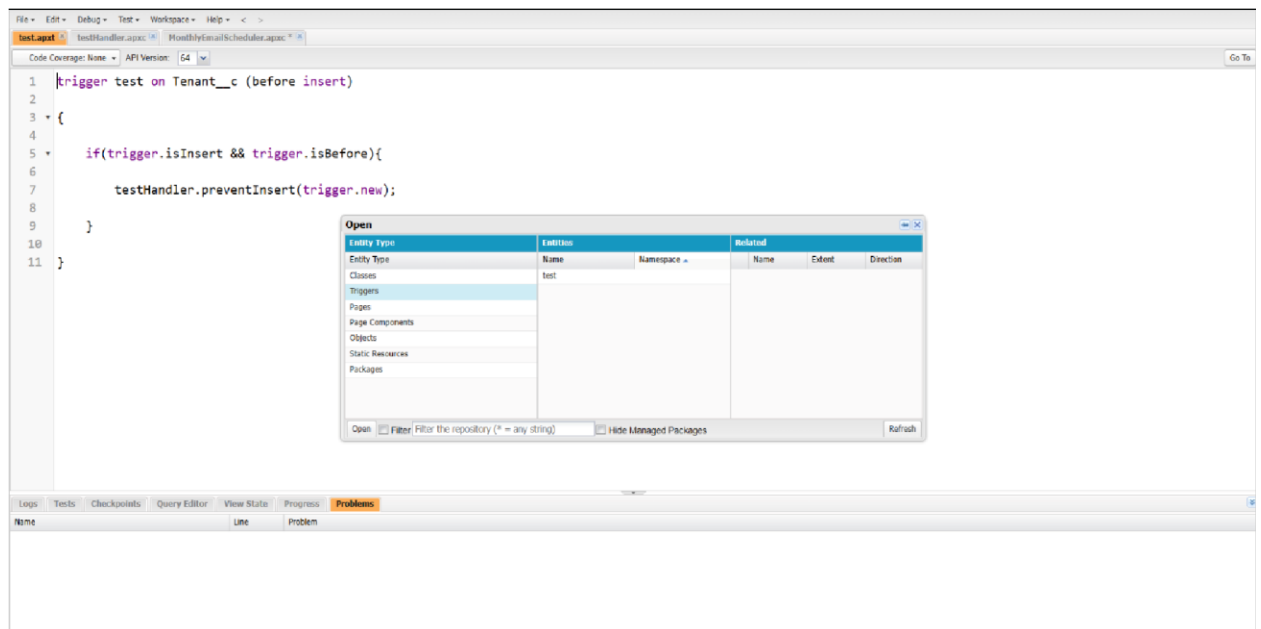 File Edit Debug Test Workspace Help < >
test.apxt testHandler.apxc MonthlyEmailScheduler.apxc *
Code Coverage: None API Version: 64 Go To
1 trigger test on Tenant__c (before insert)
2
3 {
4
5 if(trigger.isInsert && trigger.isBefore){
6
7 testHandler.preventInsert(trigger.new);
8
9 }
10
11 }
Open
Entity Type Entities Related
Entity Type Name Namespace Name Extent Direction
Classes test
Triggers
Pages
Page Components
Objects
Static Resources
Packages
Open Filter Filter the repository (* = any string) Hide Managed Packages Refresh
Logs Tests Checkpoints Query Editor View State Progress Problems
Name Line Problem